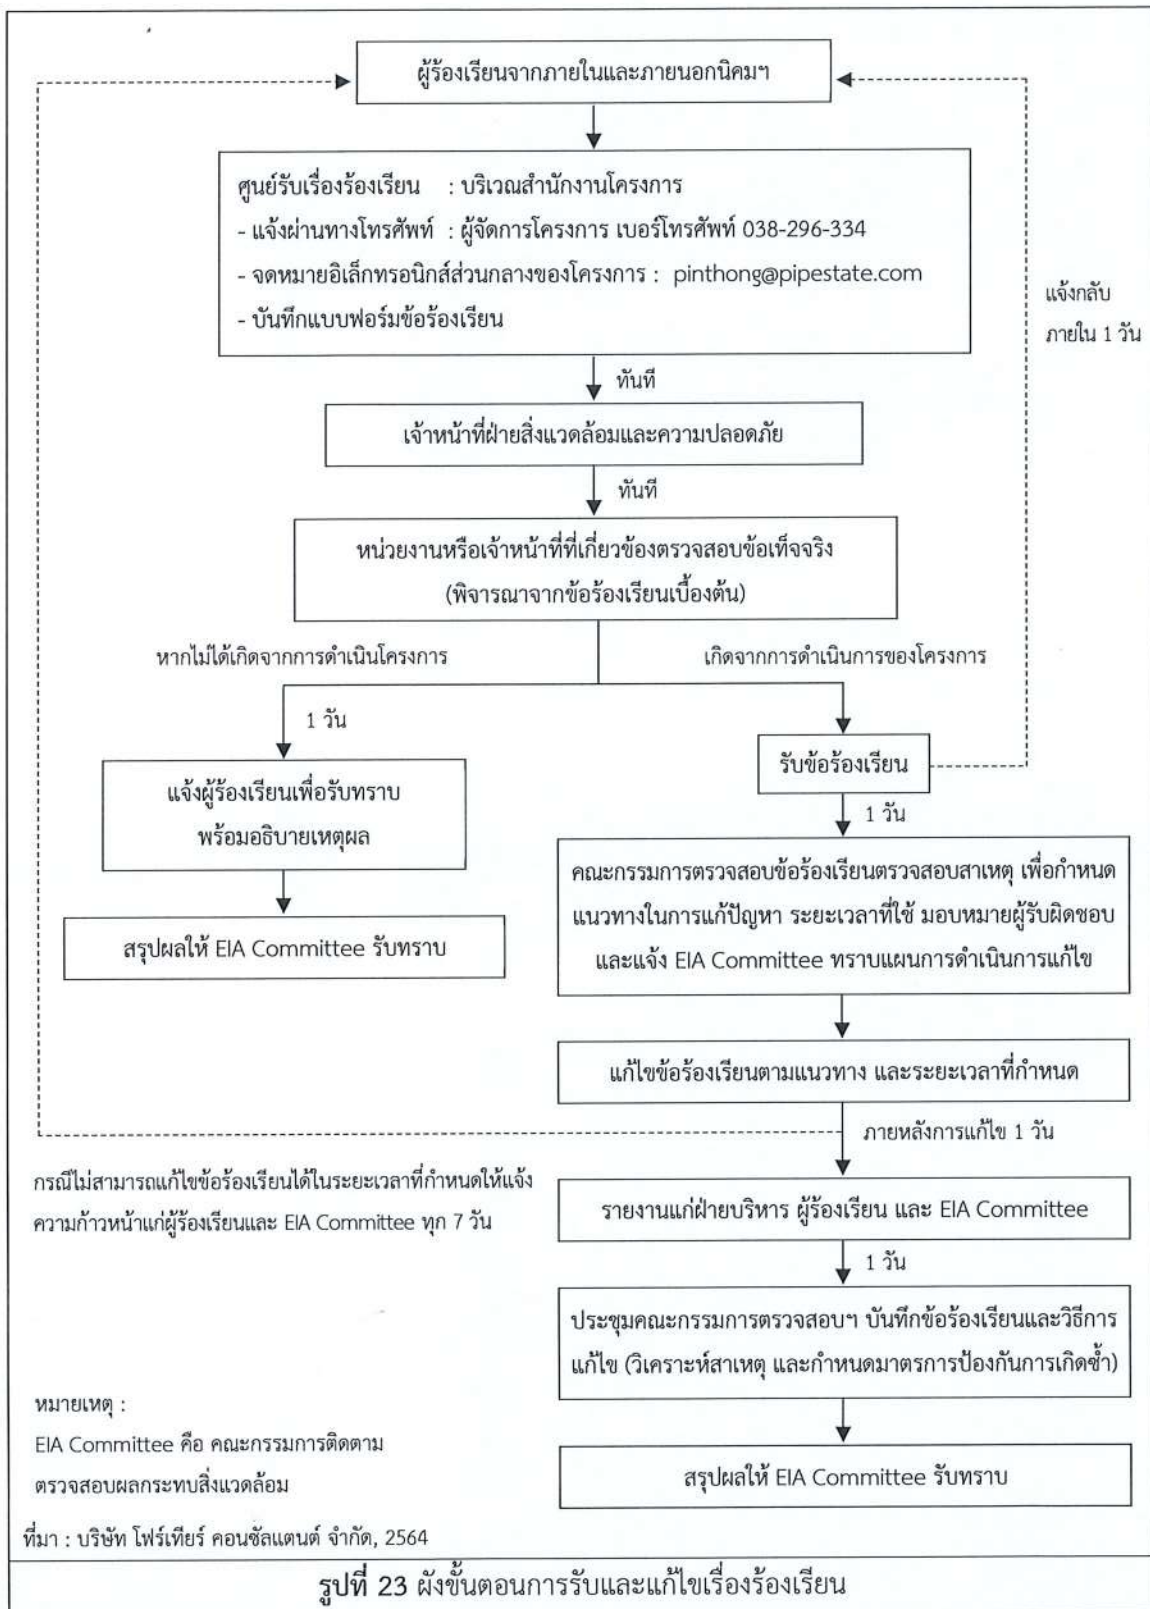 ผู้ร้องเรียนจากภายในและภายนอกนิคมฯ
ศูนย์รับเรื่องร้องเรียน : บริเวณสำนักงานโครงการ
- แจ้งผ่านทางโทรศัพท์ : ผู้จัดการโครงการ เบอร์โทรศัพท์ 038-296-334
- จดหมายอิเล็กทรอนิกส์ส่วนกลางของโครงการ : pinthong@pipestate.com
- บันทึกแบบฟอร์มข้อร้องเรียน
แจ้งกลับ
ภายใน 1 วัน
ทันที
เจ้าหน้าที่ฝ่ายสิ่งแวดล้อมและความปลอดภัย
ทันที
หน่วยงานหรือเจ้าหน้าที่ที่เกี่ยวข้องตรวจสอบข้อเท็จจริง
(พิจารณาจากข้อร้องเรียนเบื้องต้น)
หากไม่ได้เกิดจากการดำเนินโครงการ
เกิดจากการดำเนินการของโครงการ
1 วัน
แจ้งผู้ร้องเรียนเพื่อรับทราบ
พร้อมอธิบายเหตุผล
สรุปผลให้ EIA Committee รับทราบ
รับข้อร้องเรียน
1 วัน
คณะกรรมการตรวจสอบข้อร้องเรียนตรวจสอบสาเหตุ เพื่อกำหนด
แนวทางในการแก้ปัญหา ระยะเวลาที่ใช้ มอบหมายผู้รับผิดชอบ
และแจ้ง EIA Committee ทราบแผนการดำเนินการแก้ไข
แก้ไขข้อร้องเรียนตามแนวทาง และระยะเวลาที่กำหนด
ภายหลังการแก้ไข 1 วัน
กรณีไม่สามารถแก้ไขข้อร้องเรียนได้ในระยะเวลาที่กำหนดให้แจ้ง
ความก้าวหน้าแก่ผู้ร้องเรียนและ EIA Committee ทุก 7 วัน
รายงานแก่ฝ่ายบริหาร ผู้ร้องเรียน และ EIA Committee
1 วัน
ประชุมคณะกรรมการตรวจสอบฯ บันทึกข้อร้องเรียนและวิธีการ
แก้ไข (วิเคราะห์สาเหตุ และกำหนดมาตรการป้องกันการเกิดซ้ำ)
สรุปผลให้ EIA Committee รับทราบ
หมายเหตุ :
EIA Committee คือ คณะกรรมการติดตาม
ตรวจสอบผลกระทบสิ่งแวดล้อม
ที่มา : บริษัท โฟร์เทียร์ คอนซัลแตนต์ จำกัด, 2564
รูปที่ 23 ผังขั้นตอนการรับและแก้ไขเรื่องร้องเรียน